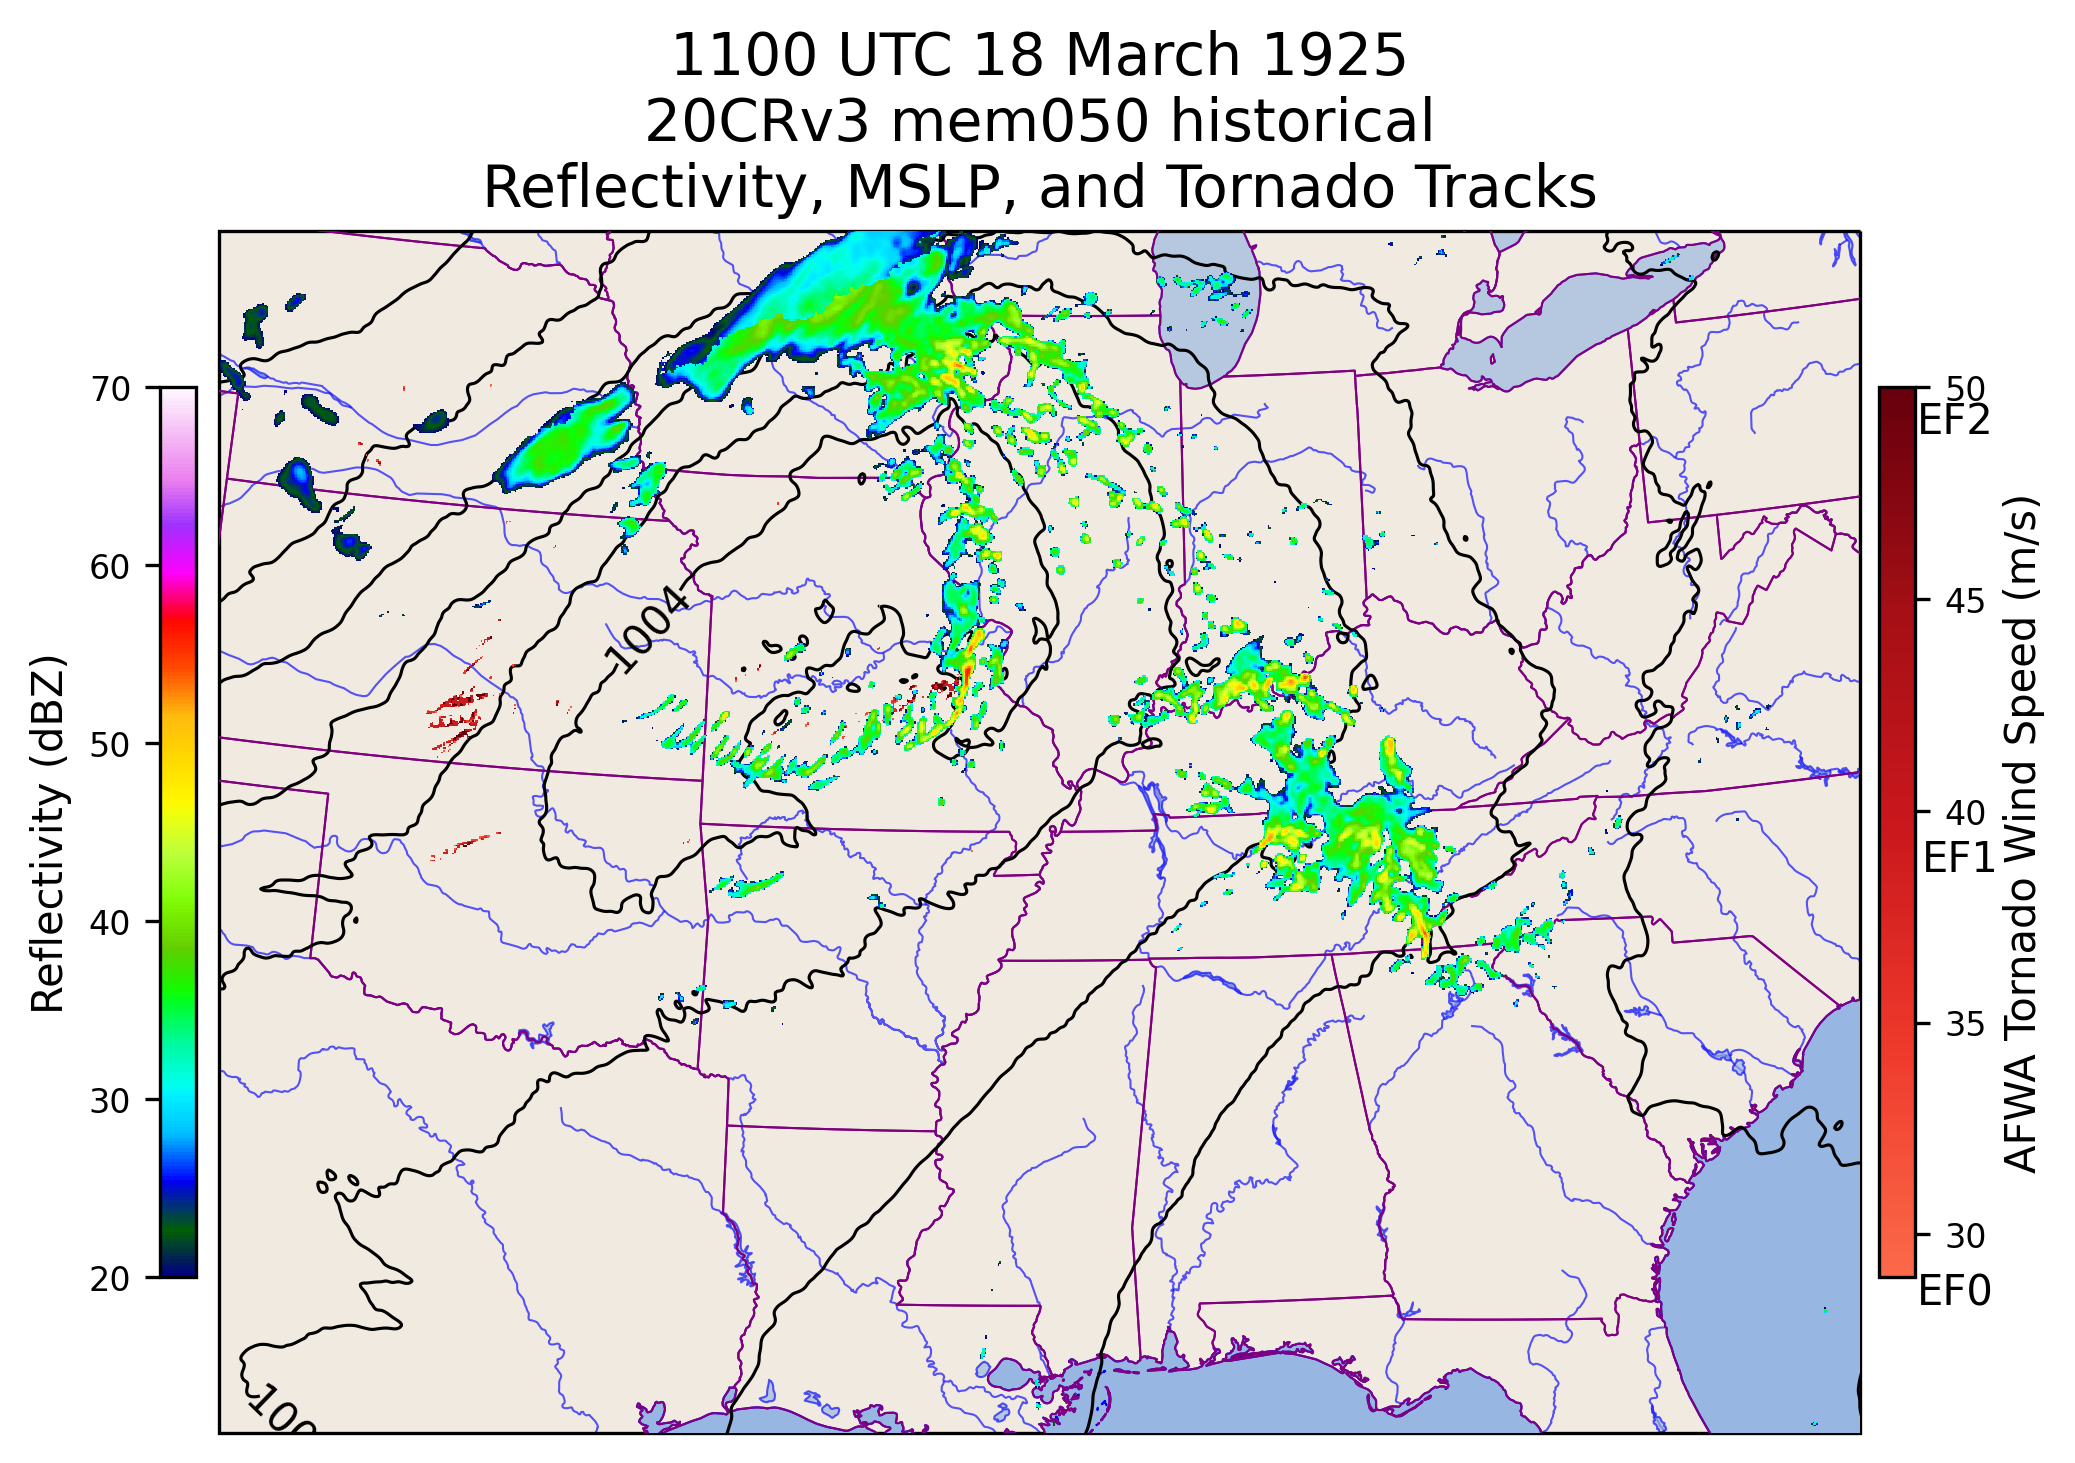 1100 UTC 18 March 1925
20CRv3 mem050 historical
Reflectivity, MSLP, and Tornado Tracks
70
60
50
40
30
20
Reflectivity (dBZ)
1004
50
EF2
45
40
EF1
35
30
EF0
AFWA Tornado Wind Speed (m/s)